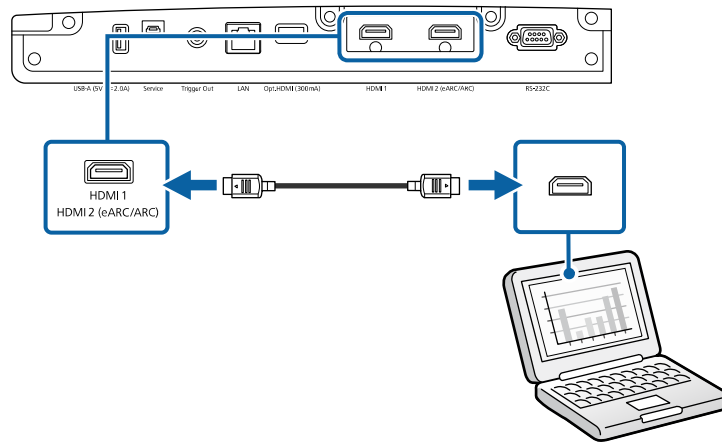 USB-A (5V⎓2.0A) Service Trigger Out LAN Opt.HDMI (300mA) HDMI 1 HDMI 2 (eARC/ARC) RS-232C
HDMI 1
HDMI 2 (eARC/ARC)